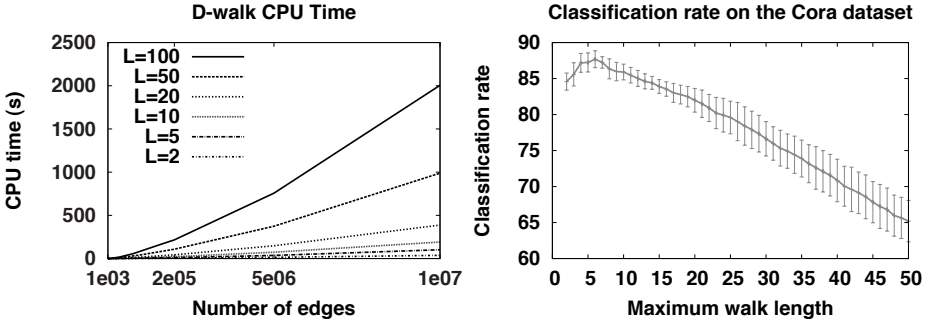 D-walk CPU Time
CPU time (s)
2500
2000
1500
1000
500
0
L=100
L=50
L=20
L=10
L=5
L=2
1e03 2e05 5e06 1e07
Number of edges
Classification rate on the Cora dataset
Classification rate
90
85
80
75
70
65
60
0 5 10 15 20 25 30 35 40 45 50
Maximum walk length